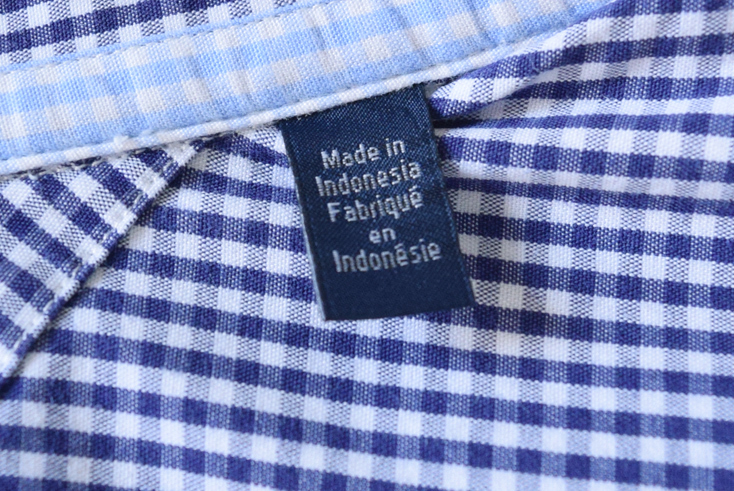 Made in
Indonesia
Fabriqué
en
Indonésie